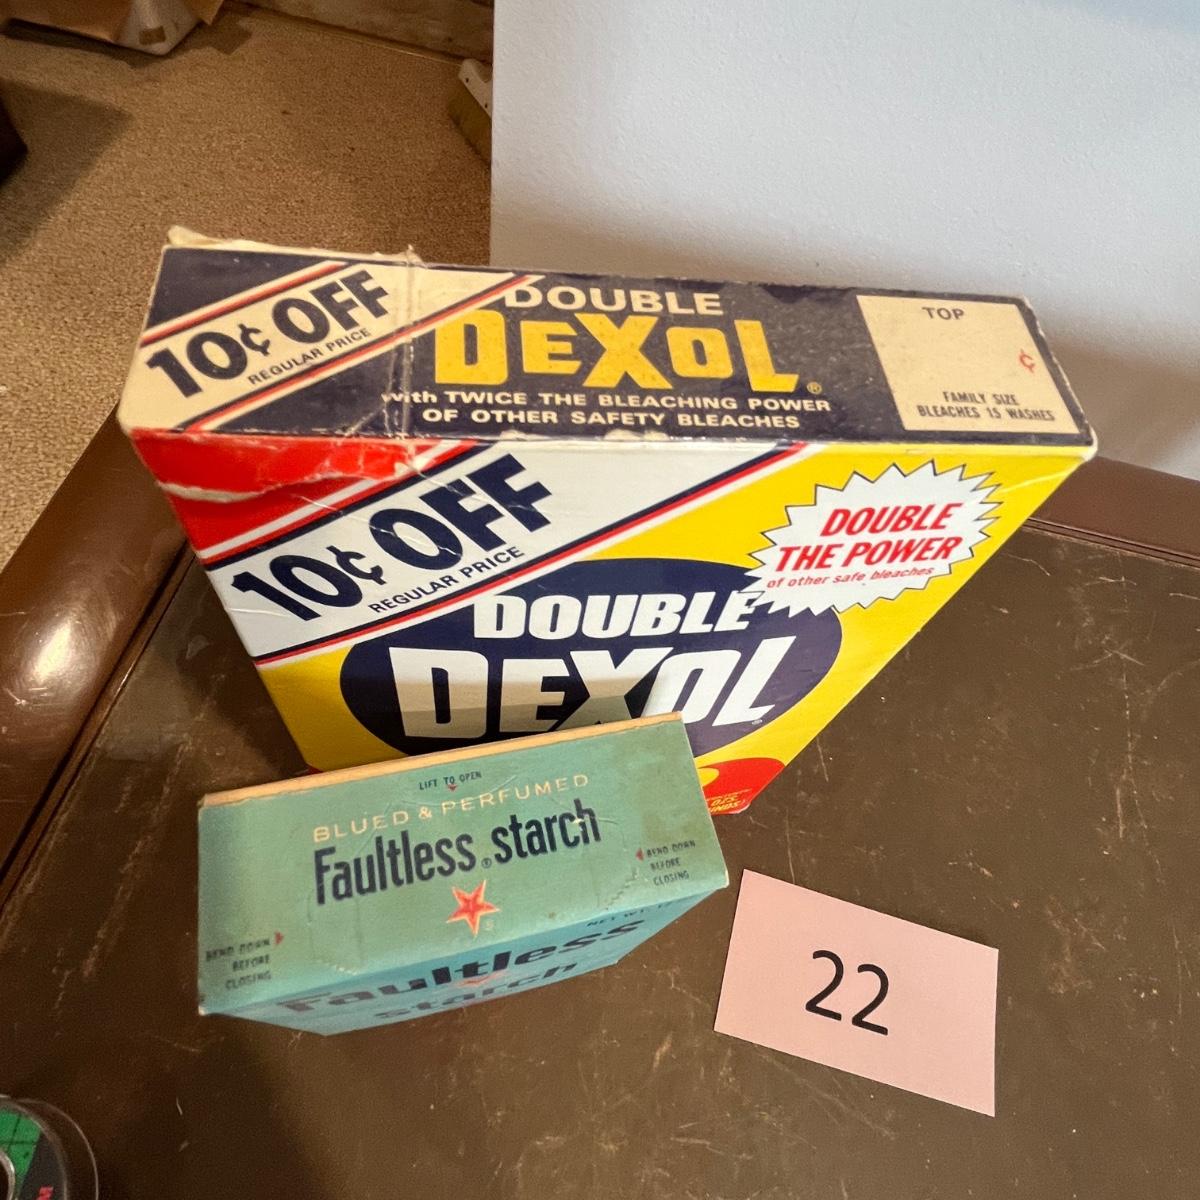 10¢ OFF
REGULAR PRICE
DOUBLE
DEXOL®
with TWICE THE BLEACHING POWER
OF OTHER SAFETY BLEACHES
TOP
¢
FAMILY SIZE
BLEACHES 15 WASHES
10¢ OFF
REGULAR PRICE
DOUBLE
THE POWER
of other safe bleaches
DOUBLE
DEXOL®
LIFT TO OPEN
BLUED & PERFUMED
Faultless® starch
BEND DOWN
BEFORE
CLOSING
BEND DOWN
BEFORE
CLOSING
NET WT.
Faultless
starch
22